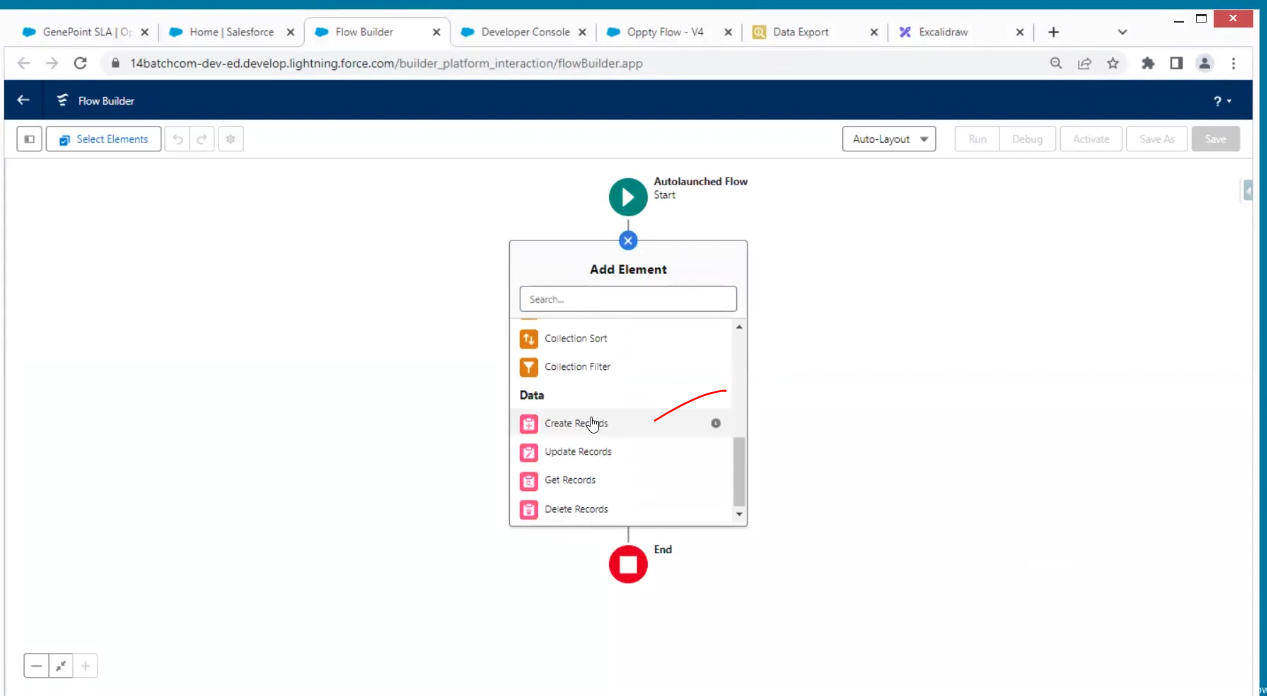 GenePoint SLA | O
Home | Salesforce
Flow Builder
Developer Console
Oppty Flow - V4
Data Export
Excalidraw
14batchcom-dev-ed.develop.lightning.force.com/builder_platform_interaction/flowBuilder.app
Flow Builder
?
Select Elements
Auto-Layout
Run
Debug
Activate
Save As
Save
Autolaunched Flow
Start
Add Element
Search...
Collection Sort
Collection Filter
Data
Create Records
Update Records
Get Records
Delete Records
End